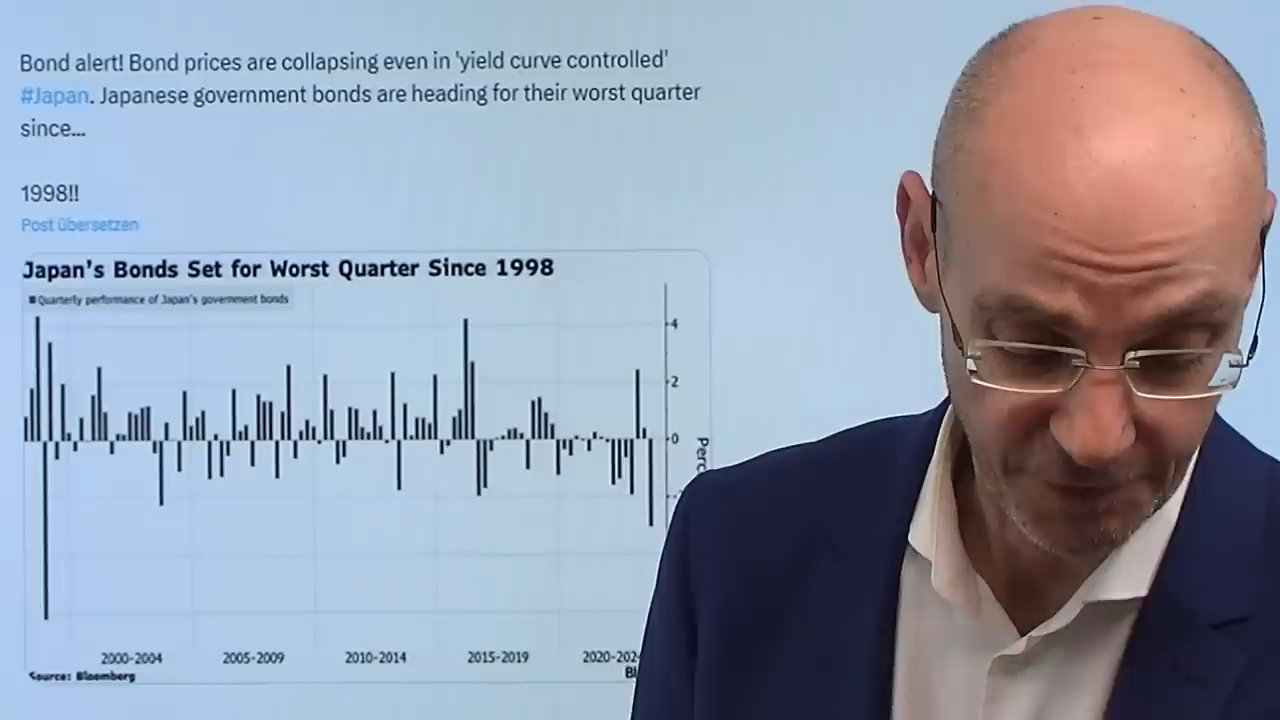 Bond alert! Bond prices are collapsing even in 'yield curve controlled'
#Japan. Japanese government bonds are heading for their worst quarter
since...
1998!!
Post übersetzen
Japan's Bonds Set for Worst Quarter Since 1998
Quarterly performance of Japan's government bonds
4
2
0
2000-2004 2005-2009 2010-2014 2015-2019
Source: Bloomberg